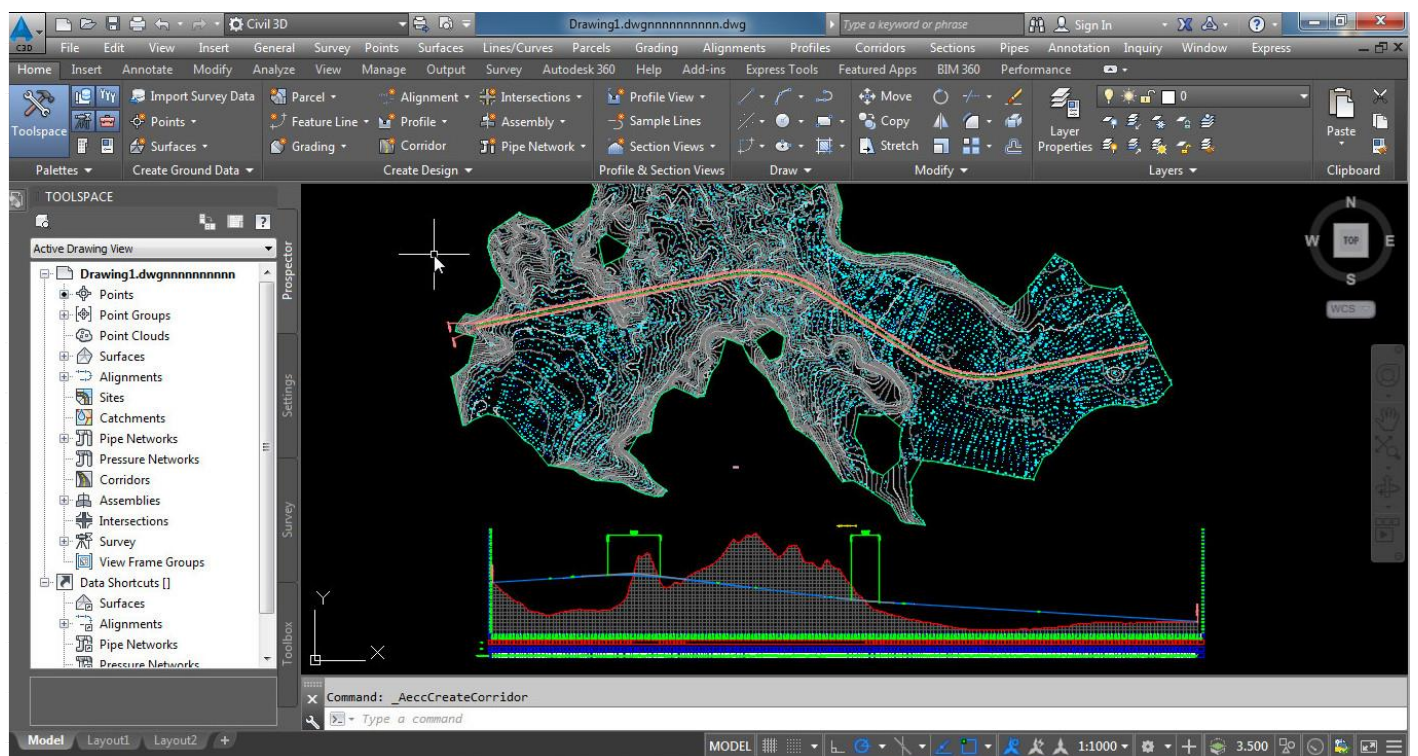 Civil 3D
Drawing1.dwgnnnnnnnnnn.dwg
Type a keyword or phrase
Sign In
C3D
File Edit View Insert General Survey Points Surfaces Lines/Curves Parcels Grading Alignments Profiles Corridors Sections Pipes Annotation Inquiry Window Express
Home Insert Annotate Modify Analyze View Manage Output Survey Autodesk 360 Help Add-ins Express Tools Featured Apps BIM 360 Performance
Import Survey Data Parcel Alignment Intersections Profile View Move 0
Toolspace Points Feature Line Profile Assembly Sample Lines Copy Layer Properties Paste
Surfaces Grading Corridor Pipe Network Section Views Stretch
Palettes Create Ground Data Create Design Profile & Section Views Draw Modify Layers Clipboard
TOOLSPACE
Active Drawing View
Drawing1.dwgnnnnnnnnnn
Points
Point Groups
Point Clouds
Surfaces
Alignments
Sites
Catchments
Pipe Networks
Pressure Networks
Corridors
Assemblies
Intersections
Survey
View Frame Groups
Data Shortcuts []
Surfaces
Alignments
Pipe Networks
Pressure Networks
Prospector
Settings
Survey
Toolbox
N
W TOP E
S
WCS
Y
X
Command: _AeccCreateCorridor
Type a command
Model Layout1 Layout2 +
MODEL 1:1000 3.500